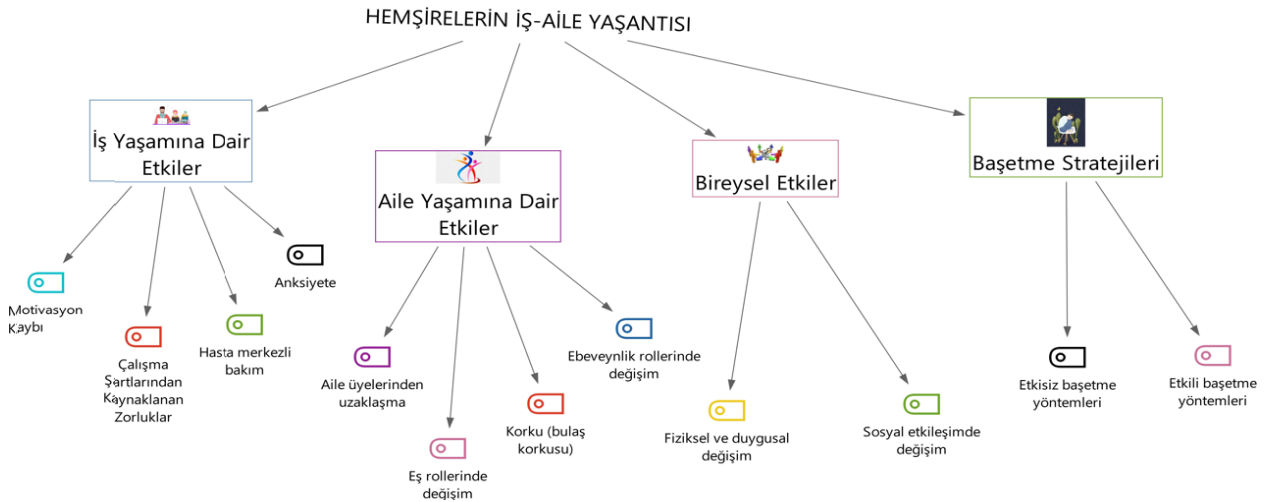 HEMŞİRELERİN İŞ-AİLE YAŞANTISI
İş Yaşamına Dair
Etkiler
Aile Yaşamına Dair
Etkiler
Bireysel Etkiler
Başetme Stratejileri
Motivasyon
Kaybı
Çalışma
Şartlarından
Kaynaklanan
Zorluklar
Hasta merkezli
bakım
Anksiyete
Aile üyelerinden
uzaklaşma
Eş rollerinde
değişim
Korku (bulaş
korkusu)
Ebeveynlik rollerinde
değişim
Fiziksel ve duygusal
değişim
Sosyal etkileşimde
değişim
Etkisiz başetme
yöntemleri
Etkili başetme
yöntemleri